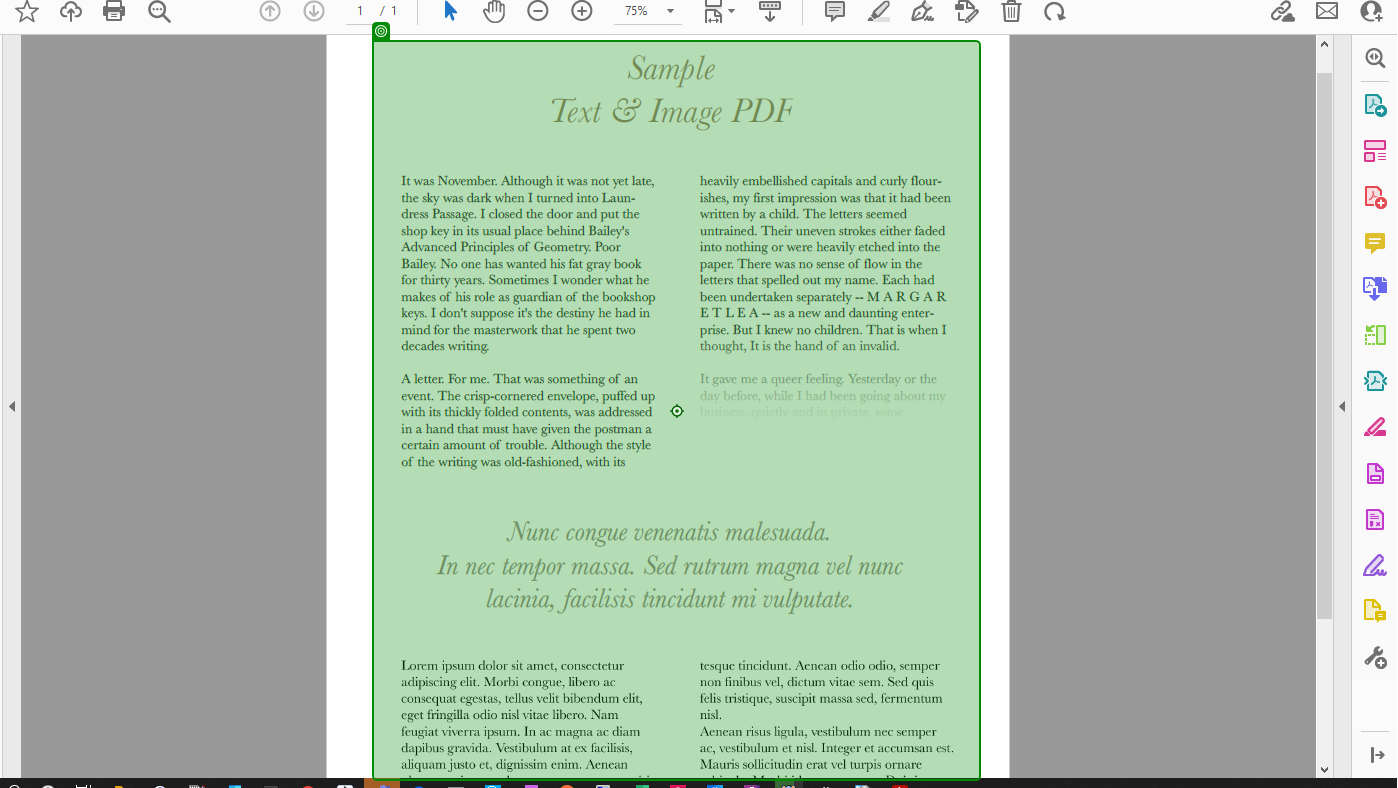 1 / 1
75%
Sample
Text & Image PDF
It was November. Although it was not yet late,
the sky was dark when I turned into Laun-
dress Passage. I closed the door and put the
shop key in its usual place behind Bailey's
Advanced Principles of Geometry. Poor
Bailey. No one has wanted his fat gray book
for thirty years. Sometimes I wonder what he
makes of his role as guardian of the bookshop
keys. I don't suppose it's the destiny he had in
mind for the masterwork that he spent two
decades writing.
A letter. For me. That was something of an
event. The crisp-cornered envelope, puffed up
with its thickly folded contents, was addressed
in a hand that must have given the postman a
certain amount of trouble. Although the style
of the writing was old-fashioned, with its
heavily embellished capitals and curly flour-
ishes, my first impression was that it had been
written by a child. The letters seemed
untrained. Their uneven strokes either faded
into nothing or were heavily etched into the
paper. There was no sense of flow in the
letters that spelled out my name. Each had
been undertaken separately -- M A R G A R
E T L E A -- as a new and daunting enter-
prise. But I knew no children. That is when I
thought, It is the hand of an invalid.
It gave me a queer feeling. Yesterday or the
day before, while I had been going about my
business, quietly and in private, some
Nunc congue venenatis malesuada.
In nec tempor massa. Sed rutrum magna vel nunc
lacinia, facilisis tincidunt mi vulputate.
Lorem ipsum dolor sit amet, consectetur
adipiscing elit. Morbi congue, libero ac
consequat egestas, tellus velit bibendum elit,
eget fringilla odio nisl vitae libero. Nam
feugiat viverra ipsum. In ac magna ac diam
dapibus gravida. Vestibulum at ex facilisis,
aliquam justo et, dignissim enim. Aenean
tesque tincidunt. Aenean odio odio, semper
non finibus vel, dictum vitae sem. Sed quis
felis tristique, suscipit massa sed, fermentum
nisl.
Aenean risus ligula, vestibulum nec semper
ac, vestibulum et nisl. Integer et accumsan est.
Mauris sollicitudin erat vel turpis ornare